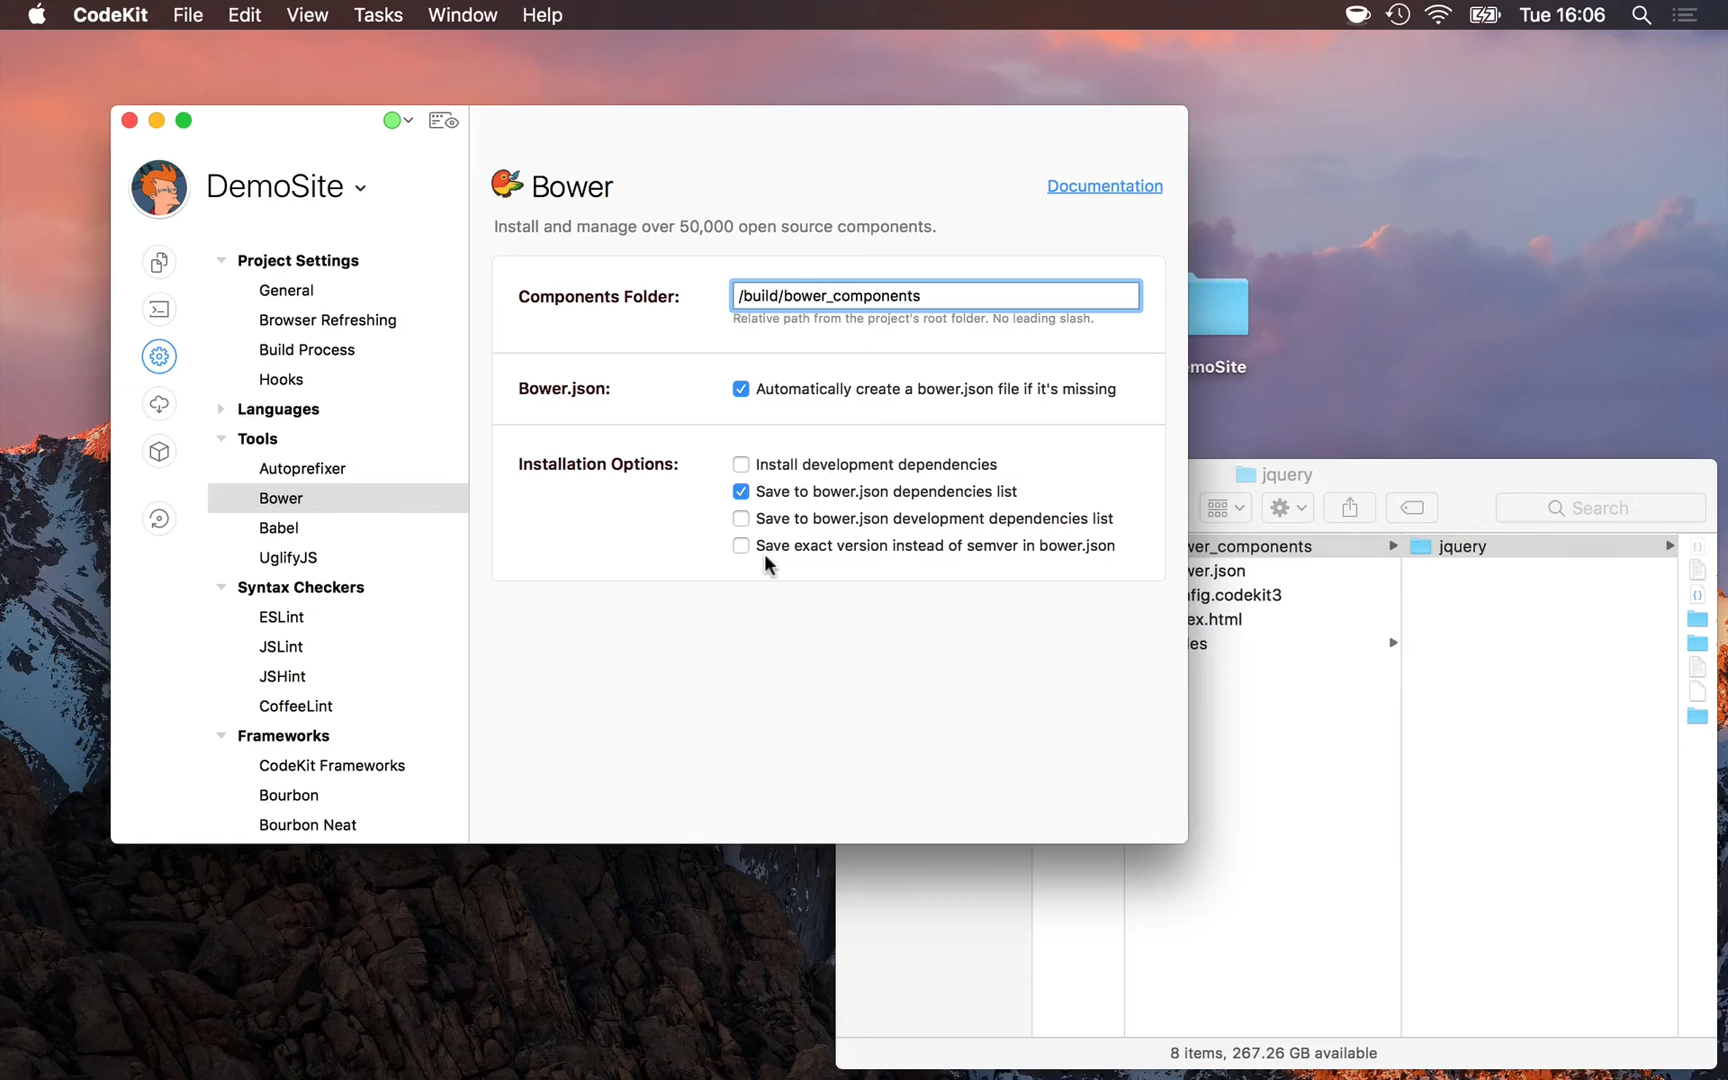 CodeKit File Edit View Tasks Window Help Tue 16:06
DemoSite
Project Settings
General
Browser Refreshing
Build Process
Hooks
Languages
Tools
Autoprefixer
Bower
Babel
UglifyJS
Syntax Checkers
ESLint
JSLint
JSHint
CoffeeLint
Frameworks
CodeKit Frameworks
Bourbon
Bourbon Neat
Bower
Documentation
Install and manage over 50,000 open source components.
Components Folder: /build/bower_components
Relative path from the project's root folder. No leading slash.
Bower.json: Automatically create a bower.json file if it's missing
Installation Options: Install development dependencies
Save to bower.json dependencies list
Save to bower.json development dependencies list
Save exact version instead of semver in bower.json
moSite
jquery
Search
wer_components jquery
wer.json
fig.codekit3
ex.html
les
8 items, 267.26 GB available